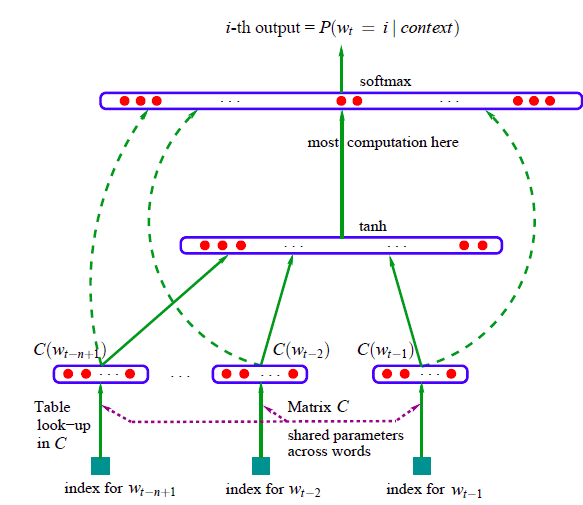 i-th output = P(w_t = i | context)
softmax
. . .
. . .
most computation here
tanh
. . .
. . .
C(w_{t−n+1})
C(w_{t−2})
C(w_{t−1})
. . .
. . .
. . .
. . .
Table
look−up
in C
Matrix C
shared parameters
across words
index for w_{t−n+1}
index for w_{t−2}
index for w_{t−1}